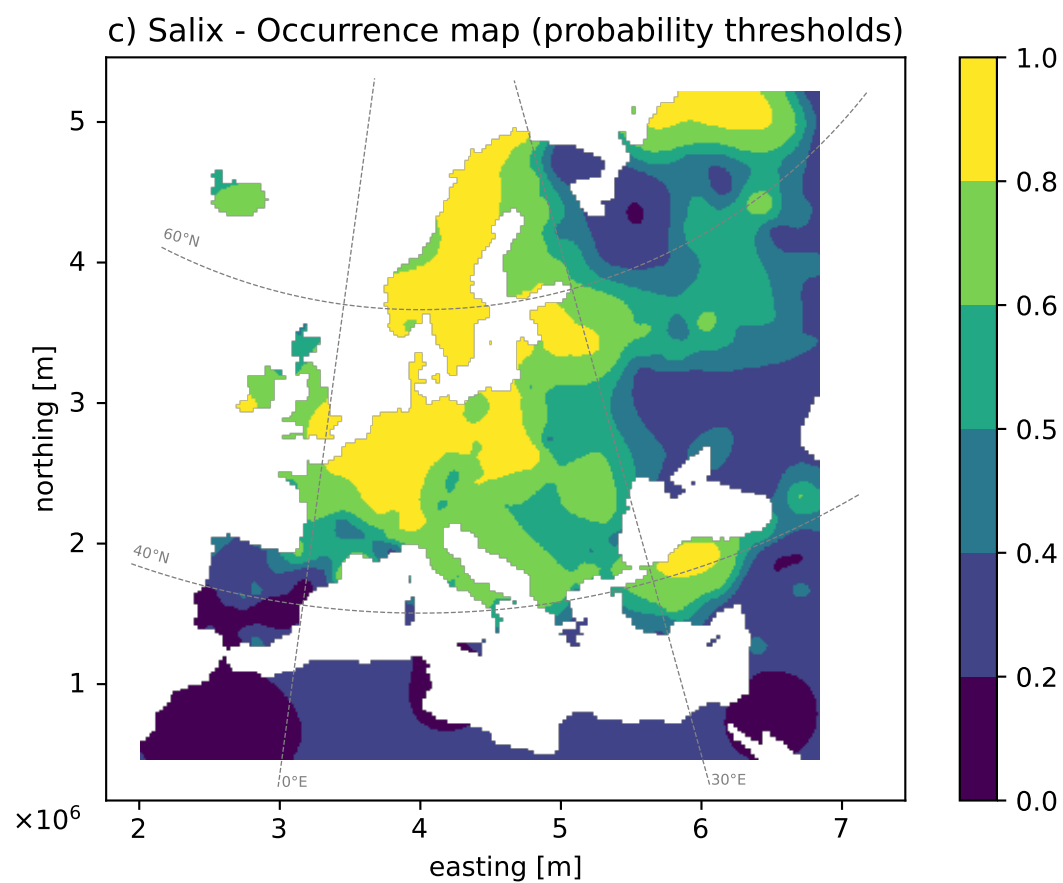 c) Salix - Occurrence map (probability thresholds)
1.0
0.8
0.6
0.5
0.4
0.2
0.0
5
4
3
2
1
northing [m]
60°N
40°N
0°E
30°E
×10⁶
2 3 4 5 6 7
easting [m]